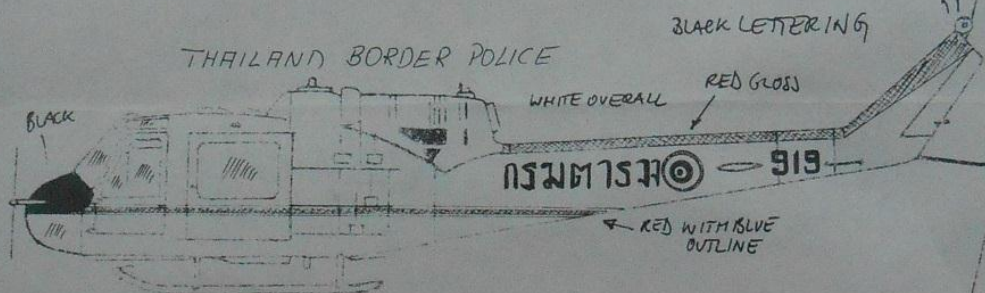 BLACK LETTERING
THAILAND BORDER POLICE
RED GLOSS
WHITE OVERALL
BLACK
กรมตารวจ
919
RED WITH BLUE
OUTLINE